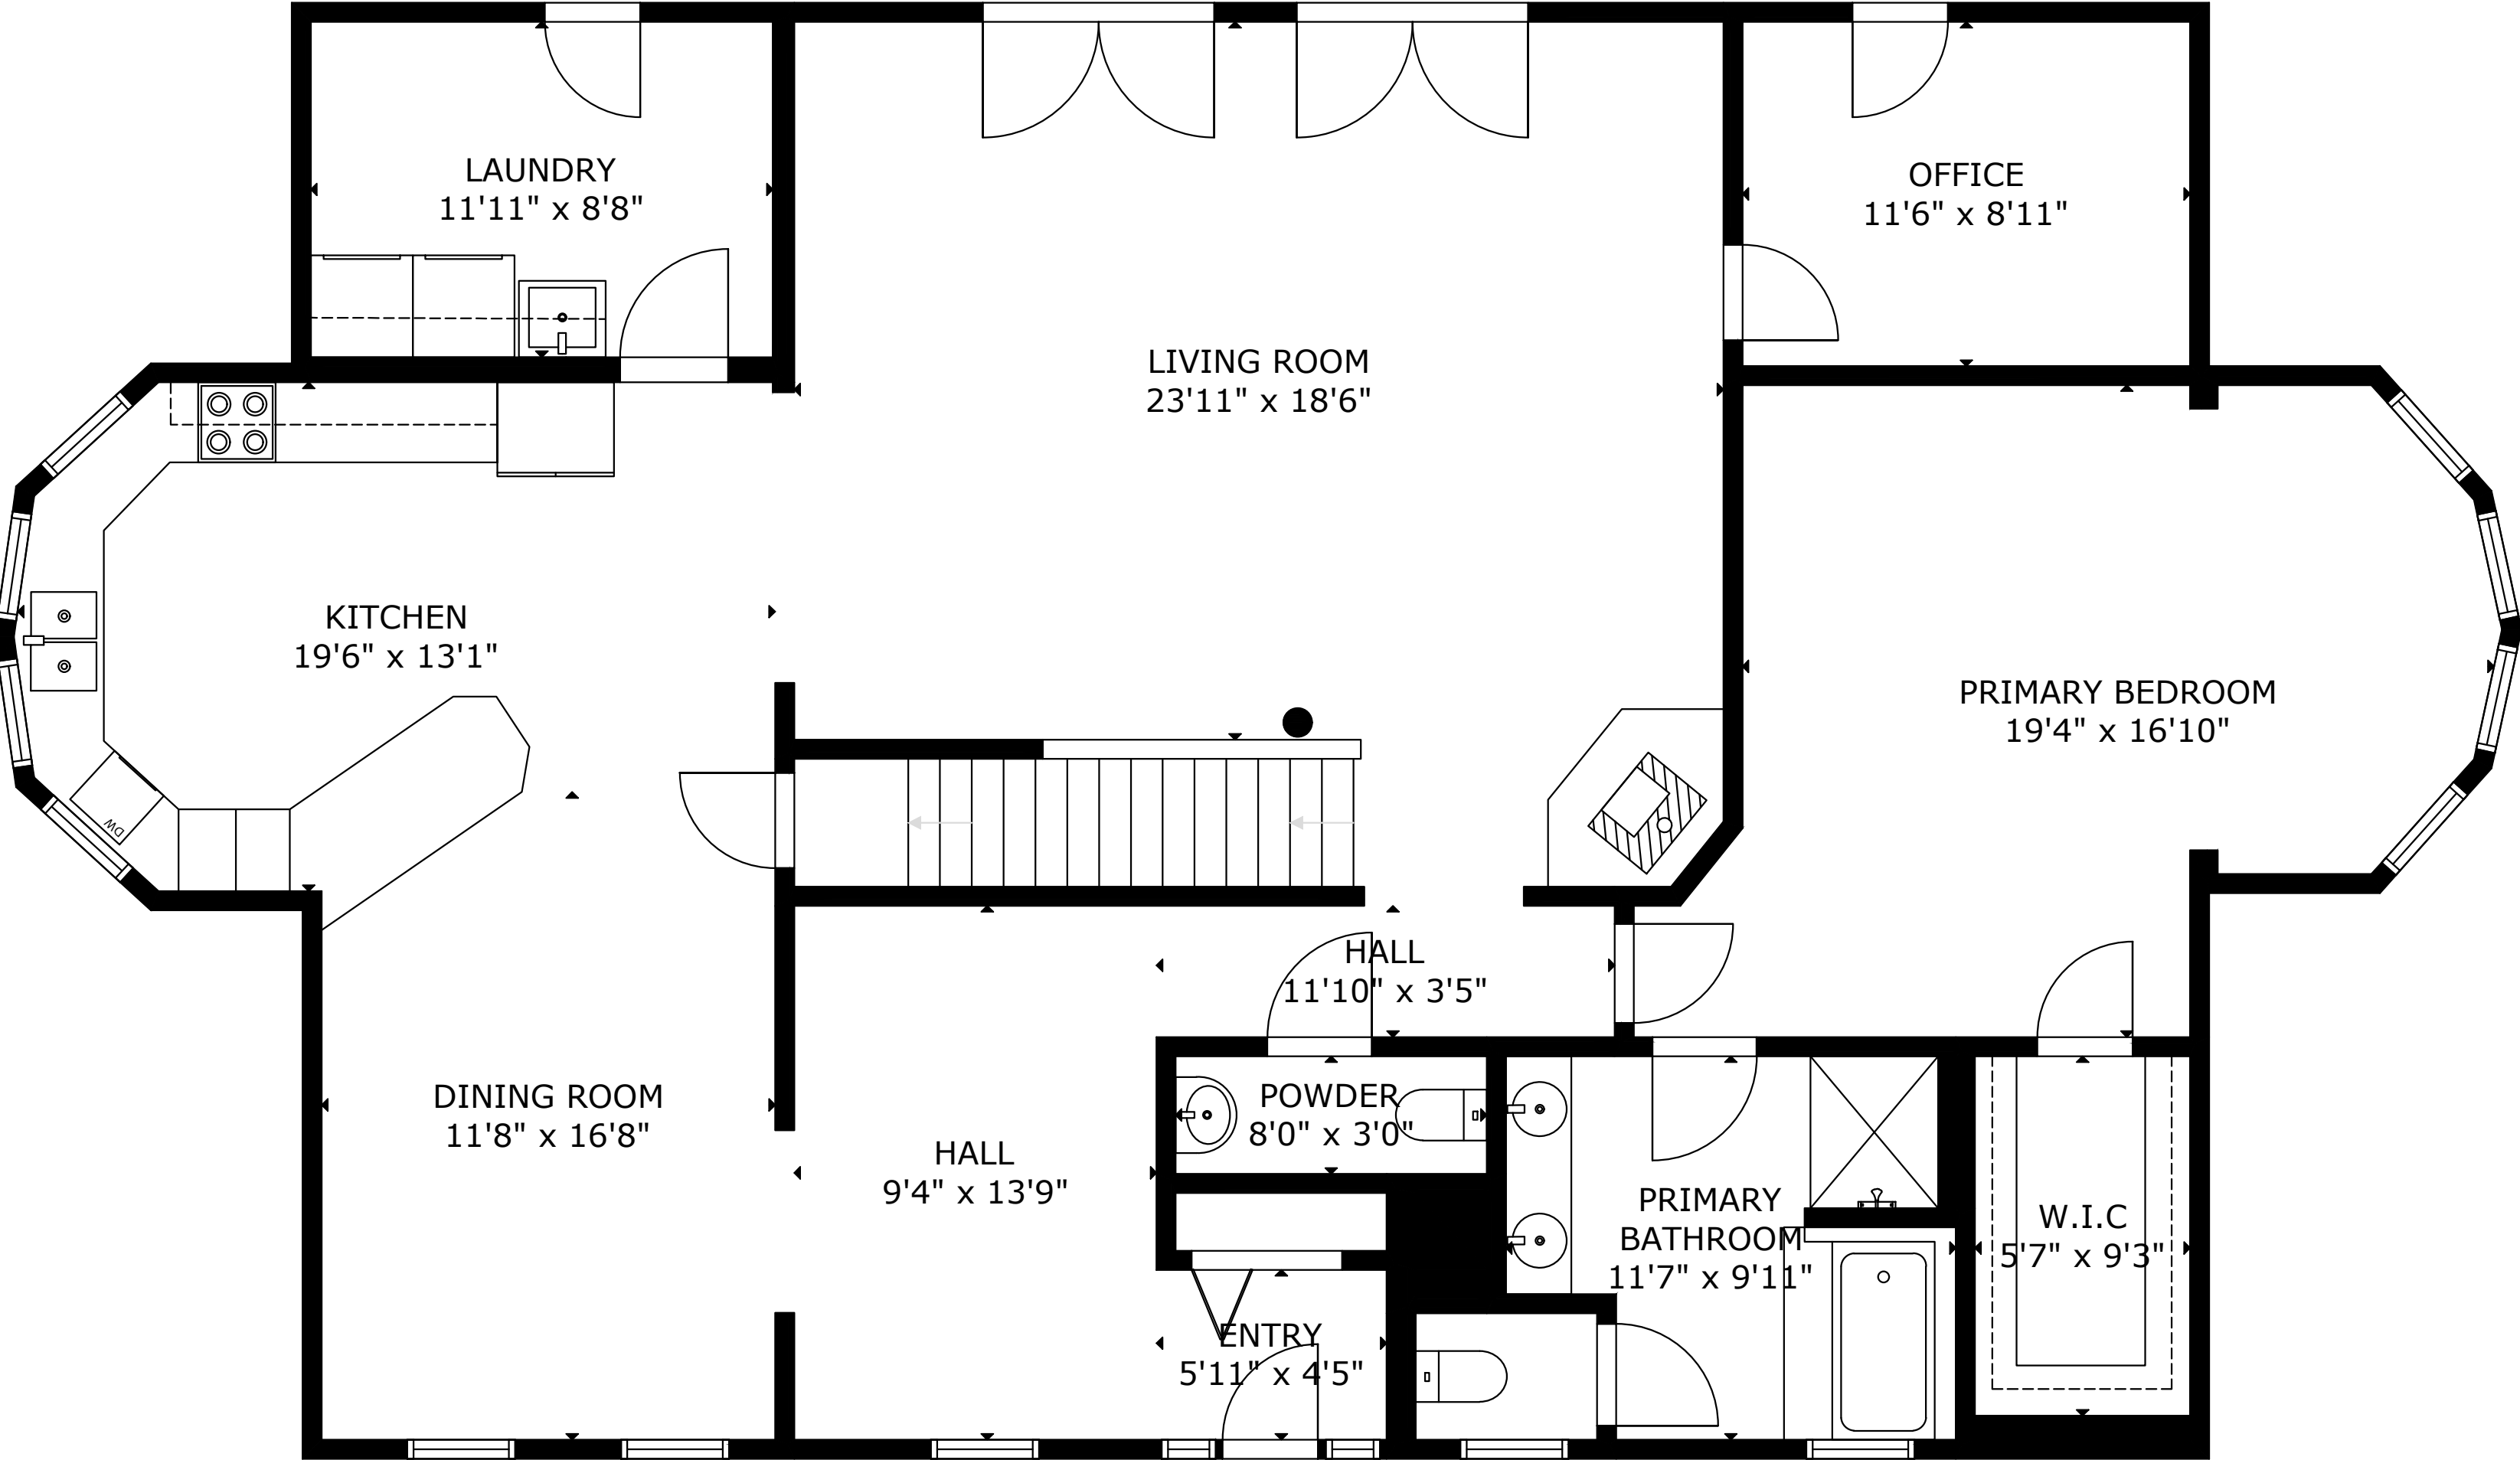 LAUNDRY
11'11" x 8'8"
OFFICE
11'6" x 8'11"
LIVING ROOM
23'11" x 18'6"
KITCHEN
19'6" x 13'1"
PRIMARY BEDROOM
19'4" x 16'10"
DW
HALL
11'10" x 3'5"
DINING ROOM
11'8" x 16'8"
POWDER
8'0" x 3'0"
HALL
9'4" x 13'9"
PRIMARY
BATHROOM
11'7" x 9'11"
W.I.C
5'7" x 9'3"
ENTRY
5'11" x 4'5"